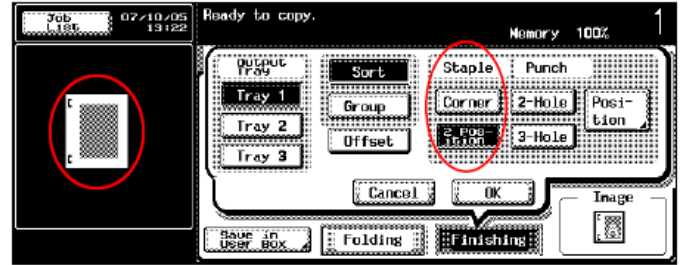 Job List
07/10/05
13:22
Ready to copy.
Memory 100%
1
Output Tray
Tray 1
Tray 2
Tray 3
Sort
Group
Offset
Staple
Corner
2 Pos-
ition
Punch
2-Hole
3-Hole
Posi-
tion
Cancel
OK
Save in
User Box
Folding
Finishing
Image